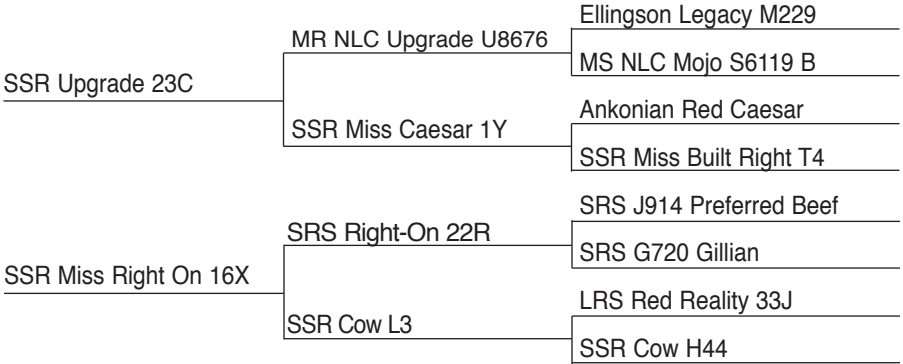 Ellingson Legacy M229
MR NLC Upgrade U8676
MS NLC Mojo S6119 B
SSR Upgrade 23C
Ankonian Red Caesar
SSR Miss Caesar 1Y
SSR Miss Built Right T4
SRS J914 Preferred Beef
SRS Right-On 22R
SRS G720 Gillian
SSR Miss Right On 16X
LRS Red Reality 33J
SSR Cow L3
SSR Cow H44